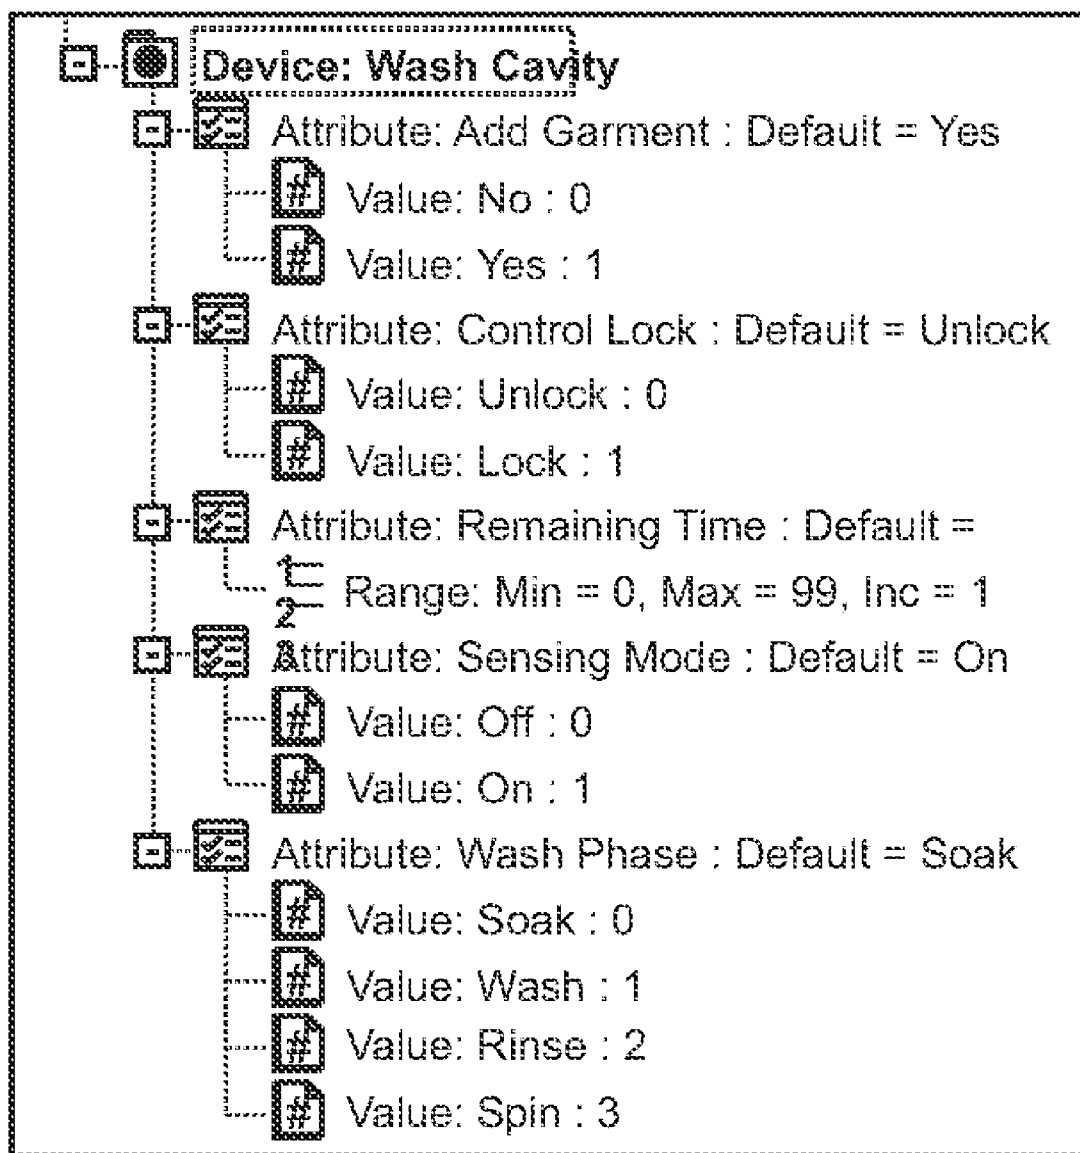 Device: Wash Cavity
Attribute: Add Garment : Default = Yes
# Value: No : 0
# Value: Yes : 1
Attribute: Control Lock : Default = Unlock
# Value: Unlock : 0
# Value: Lock : 1
Attribute: Remaining Time : Default =
1 2 3 Range: Min = 0, Max = 99, Inc = 1
Attribute: Sensing Mode : Default = On
# Value: Off : 0
# Value: On : 1
Attribute: Wash Phase : Default = Soak
# Value: Soak : 0
# Value: Wash : 1
# Value: Rinse : 2
# Value: Spin : 3